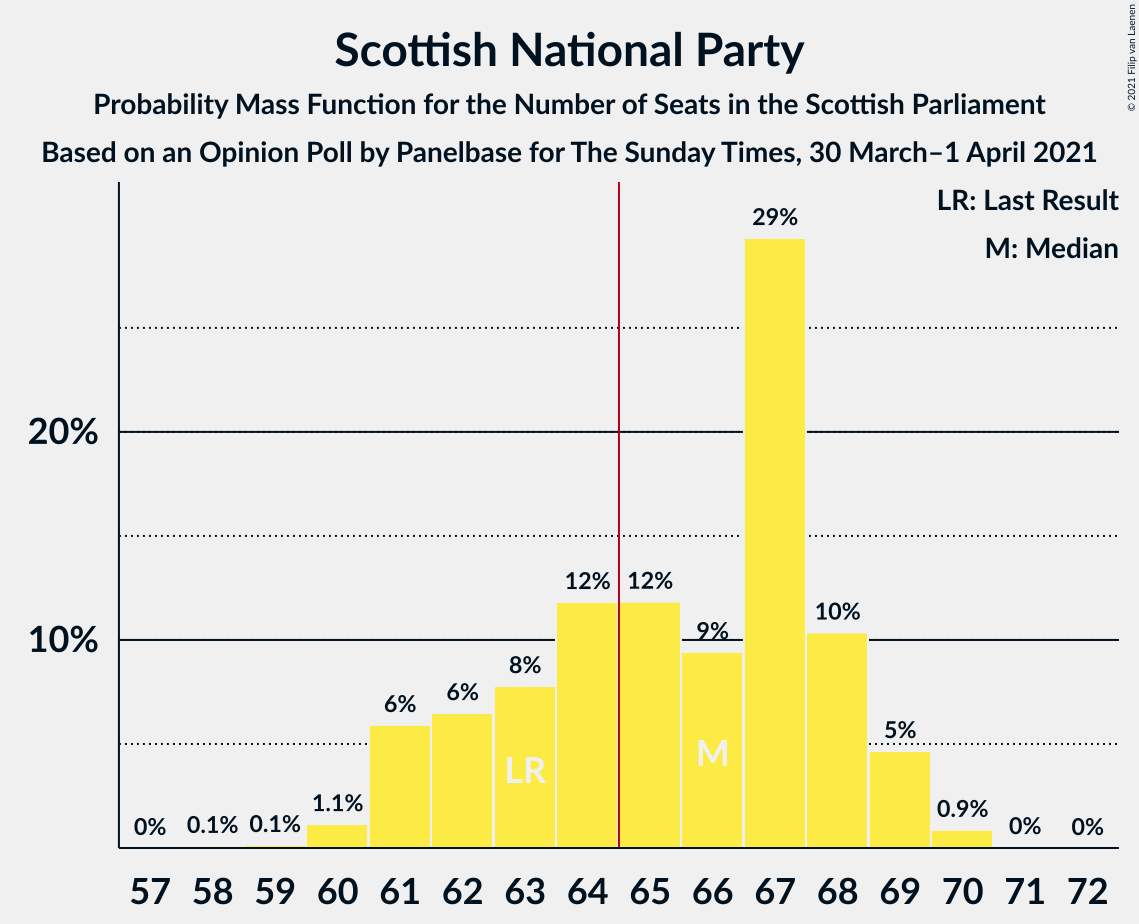 Scottish National Party
Probability Mass Function for the Number of Seats in the Scottish Parliament
Based on an Opinion Poll by Panelbase for The Sunday Times, 30 March–1 April 2021
© 2021 Filip van Laenen
LR: Last Result
M: Median
29%
20%
12% 12%
10%
10%
9%
8%
6%
6%
5%
M
LR
1.1%
0.9%
0% 0.1% 0.1%
0% 0%
57 58 59 60 61 62 63 64 65 66 67 68 69 70 71 72